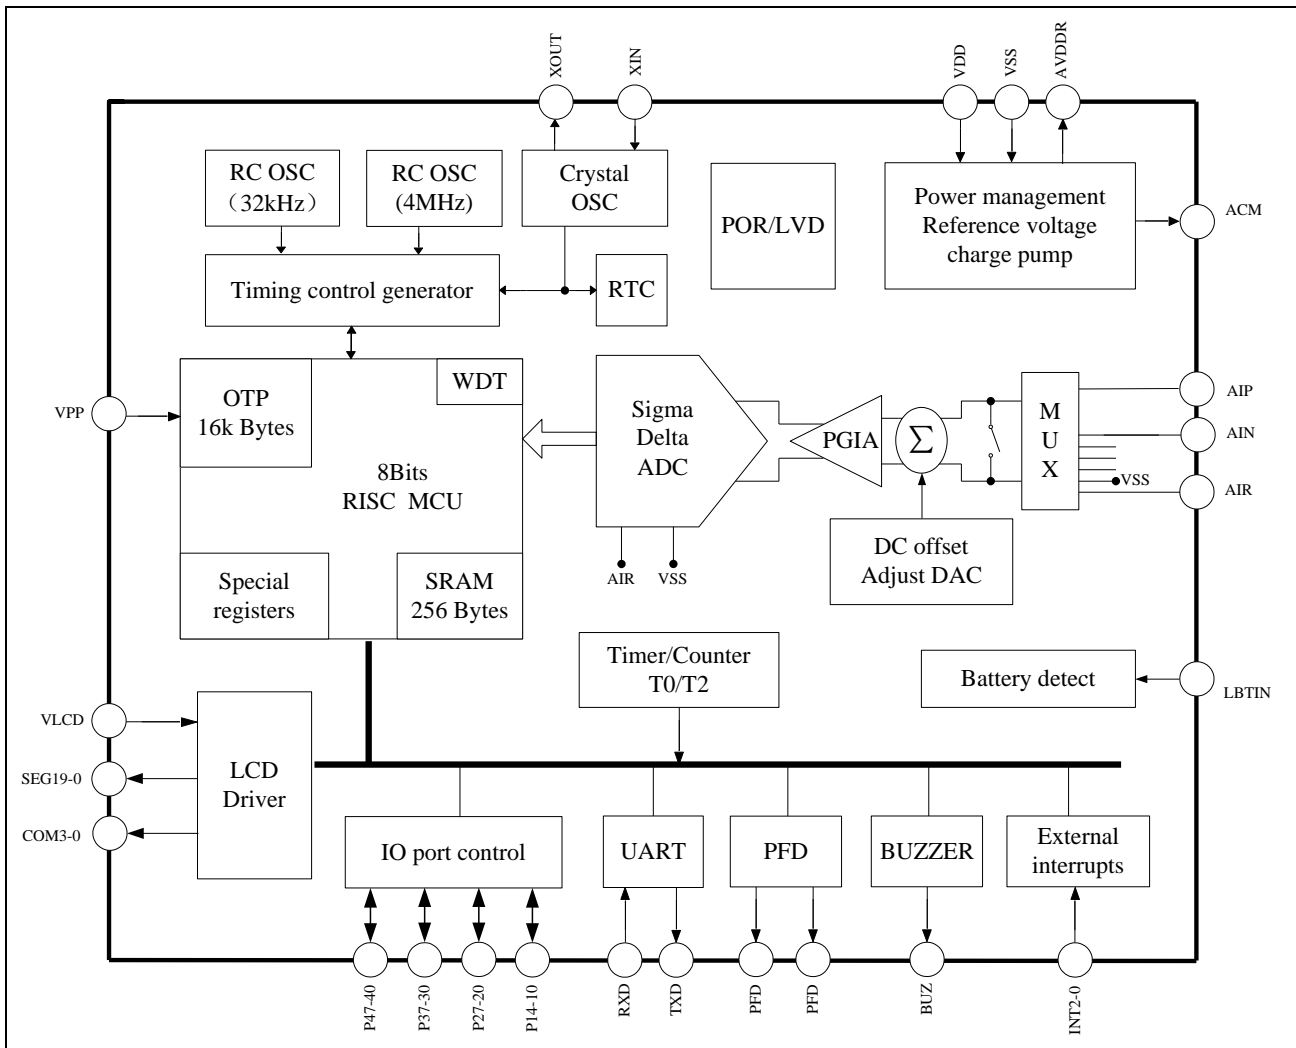 XOUT
XIN
VDD
VSS
AVDDR
RC OSC
（32kHz）
RC OSC
(4MHz)
Crystal
OSC
POR/LVD
Power management
Reference voltage
charge pump
ACM
Timing control generator
RTC
VPP
OTP
16k Bytes
WDT
8Bits
RISC MCU
Special
registers
SRAM
256 Bytes
Sigma
Delta
ADC
AIR
VSS
PGIA
Σ
DC offset
Adjust DAC
M
U
X
VSS
AIP
AIN
AIR
Timer/Counter
T0/T2
Battery detect
LBTIN
VLCD
SEG19-0
COM3-0
LCD
Driver
IO port control
UART
PFD
BUZZER
External
interrupts
P47-40
P37-30
P27-20
P14-10
RXD
TXD
PFD
PFD
BUZ
INT2-0